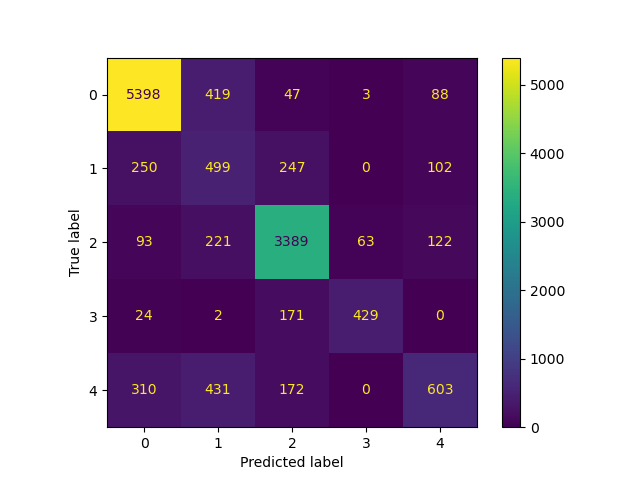 0 5398 419 47 3 88
1 250 499 247 0 102
2 93 221 3389 63 122
3 24 2 171 429 0
4 310 431 172 0 603
0 1 2 3 4
Predicted label
True label
5000
4000
3000
2000
1000
0